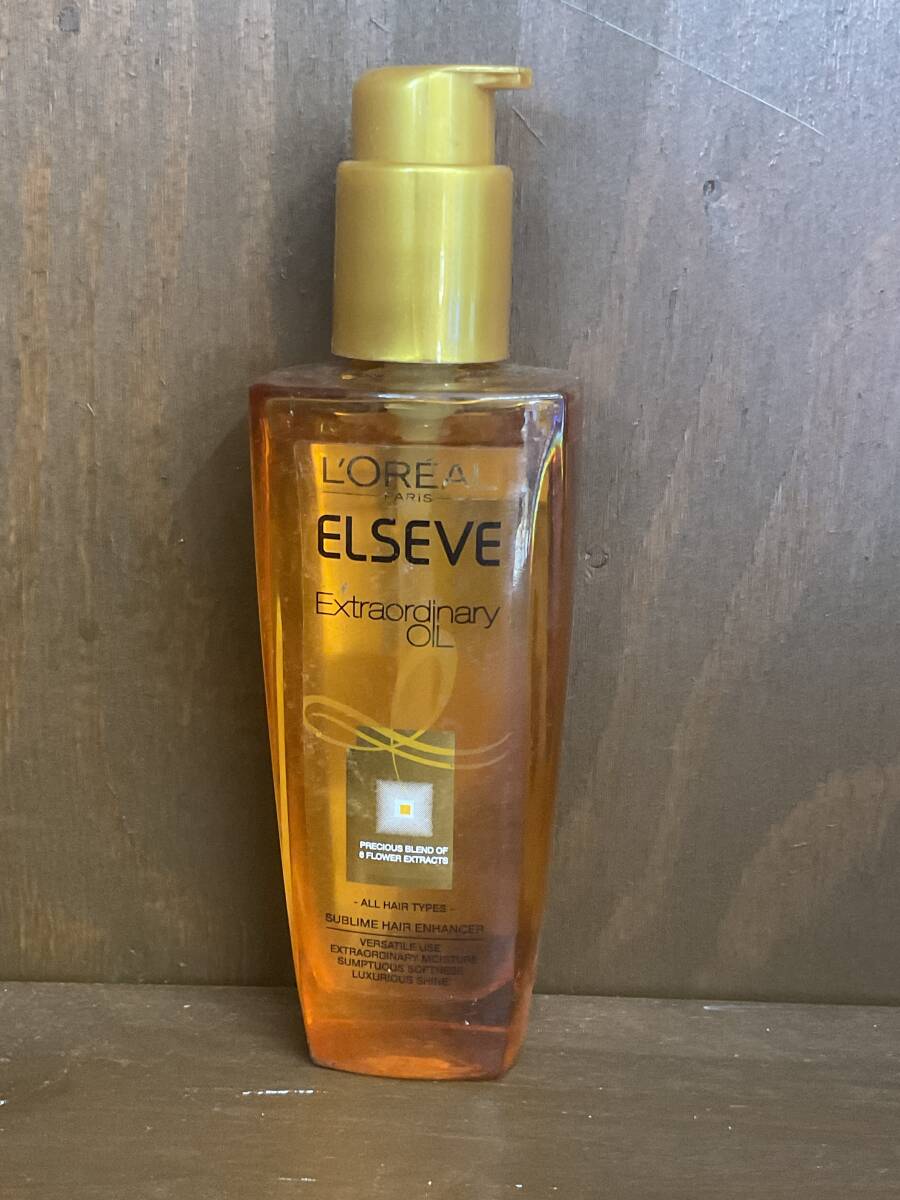 L'ORÉAL
PARIS
ELSEVE
Extraordinary
OIL
PRECIOUS BLEND OF
6 FLOWER EXTRACTS
- ALL HAIR TYPES -
SUBLIME HAIR ENHANCER
VERSATILE USE
EXTRAORDINARY MOISTURE
SUMPTUOUS SOFTNESS
LUXURIOUS SHINE